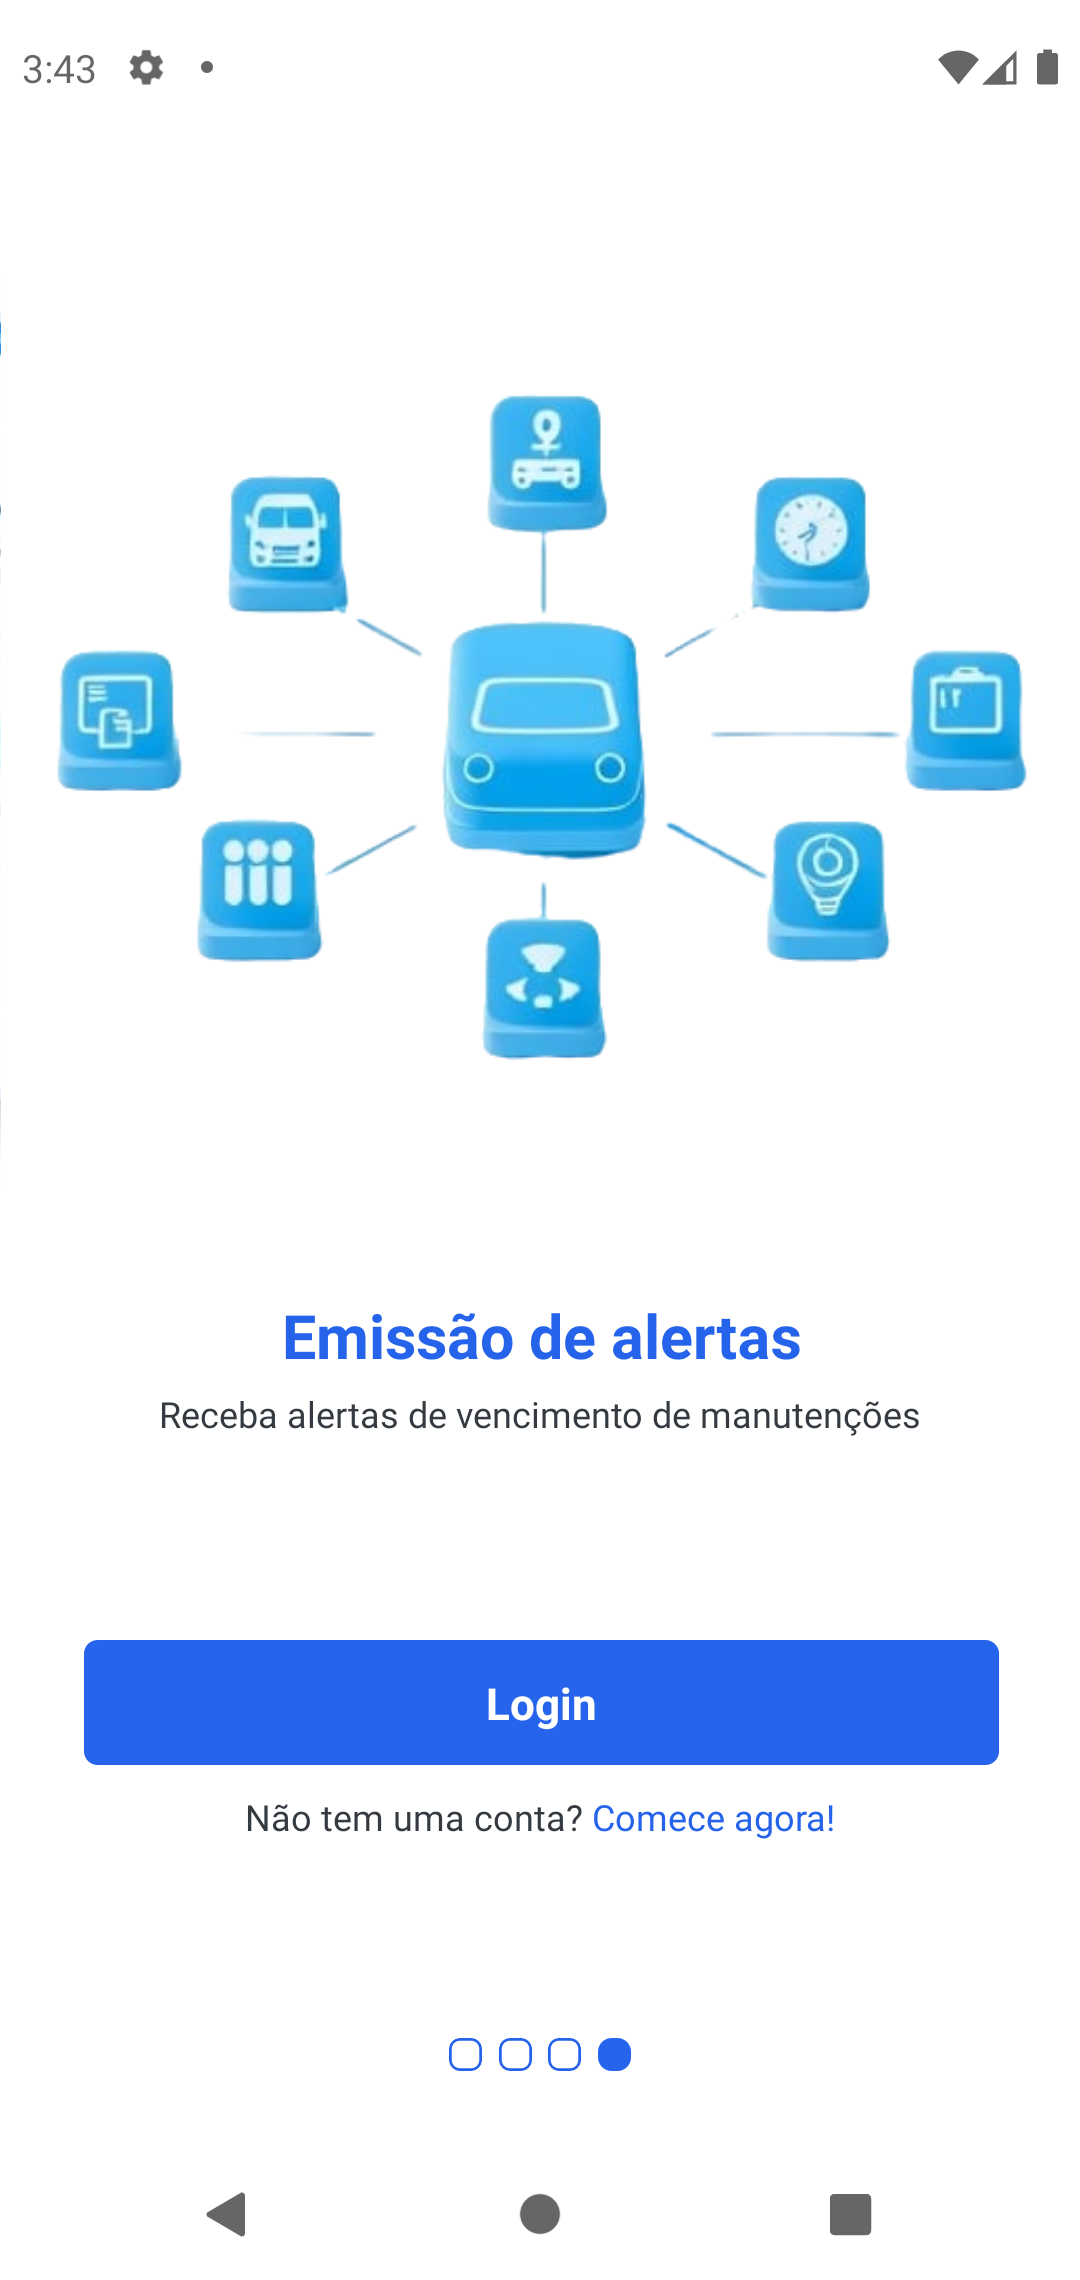 3:43
Emissão de alertas
Receba alertas de vencimento de manutenções
Login
Não tem uma conta? Comece agora!